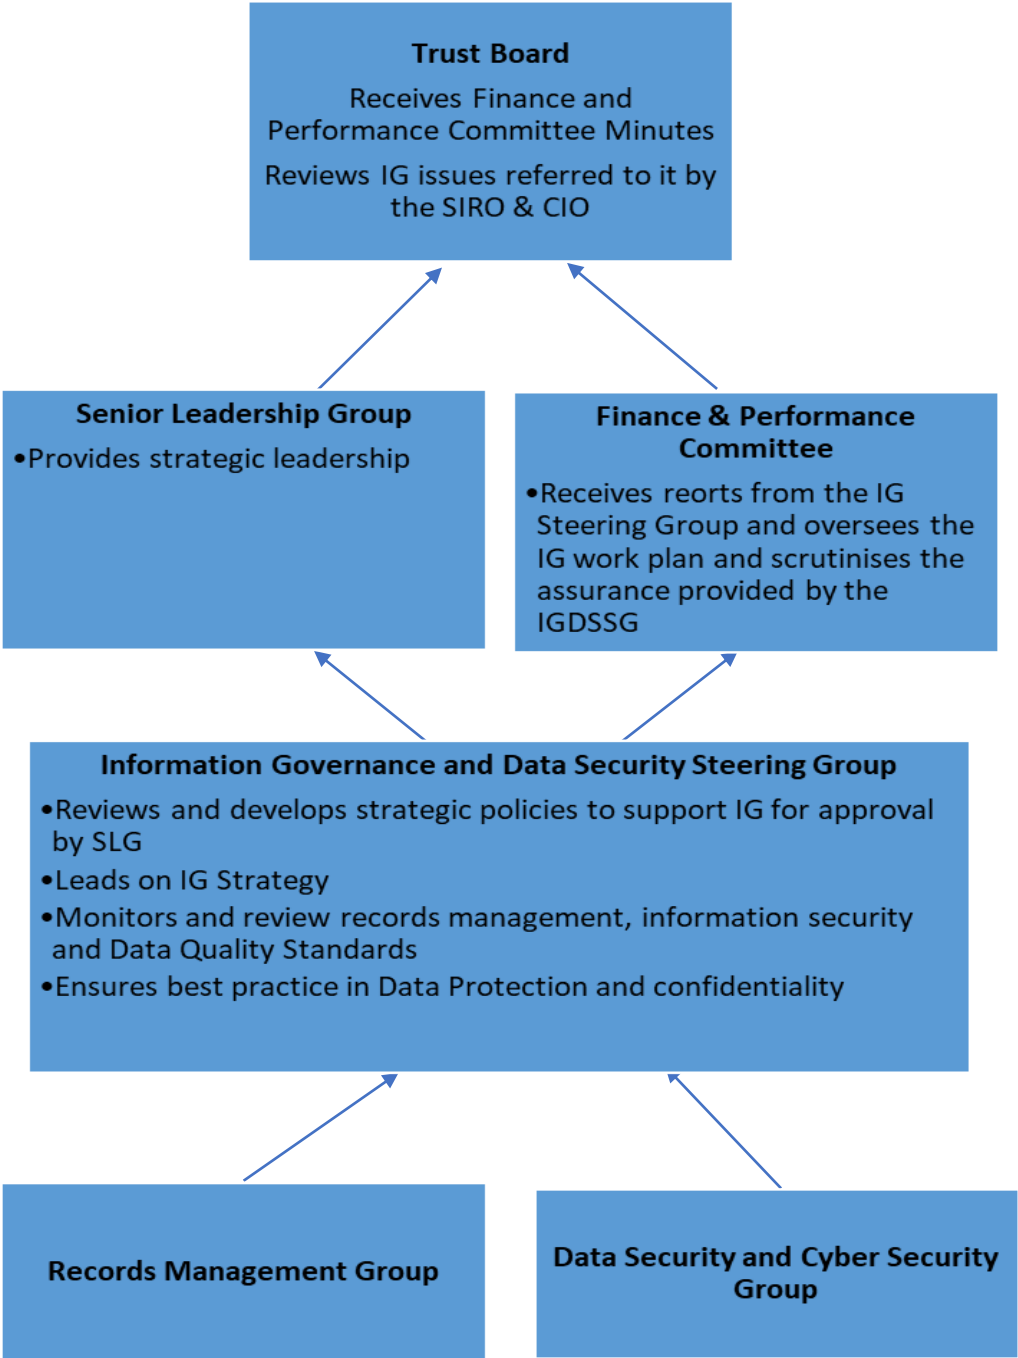 Trust Board
Receives Finance and
Performance Committee Minutes
Reviews IG issues referred to it by
the SIRO & CIO
Senior Leadership Group
•Provides strategic leadership
Finance & Performance
Committee
•Receives reorts from the IG
Steering Group and oversees the
IG work plan and scrutinises the
assurance provided by the
IGDSSG
Information Governance and Data Security Steering Group
•Reviews and develops strategic policies to support IG for approval
by SLG
•Leads on IG Strategy
•Monitors and review records management, information security
and Data Quality Standards
•Ensures best practice in Data Protection and confidentiality
Records Management Group
Data Security and Cyber Security
Group